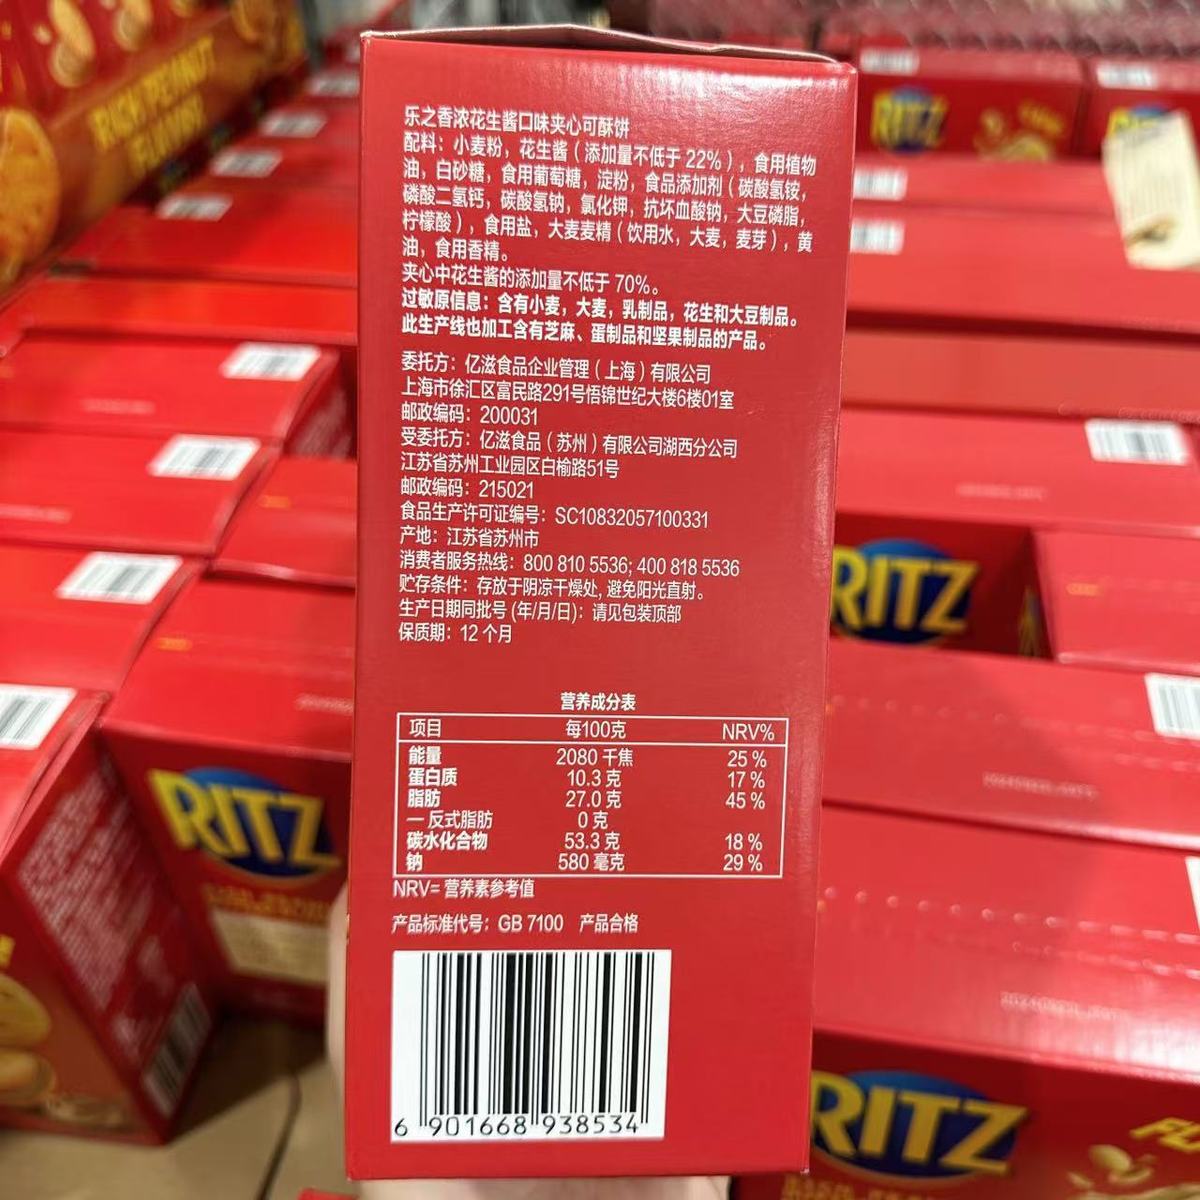 RICH PEANUT
FLAVOR
RITZ
乐之香浓花生酱口味夹心可酥饼
配料：小麦粉，花生酱（添加量不低于 22%），食用植物
油，白砂糖，食用葡萄糖，淀粉，食品添加剂（碳酸氢铵，
磷酸二氢钙，碳酸氢钠，氯化钾，抗坏血酸钠，大豆磷脂，
柠檬酸），食用盐，大麦麦精（饮用水，大麦，麦芽），黄
油，食用香精。
夹心中花生酱的添加量不低于 70%。
过敏原信息：含有小麦，大麦，乳制品，花生和大豆制品。
此生产线也加工含有芝麻、蛋制品和坚果制品的产品。
委托方：亿滋食品企业管理（上海）有限公司
上海市徐汇区富民路291号悟锦世纪大楼6楼01室
邮政编码：200031
受委托方：亿滋食品（苏州）有限公司湖西分公司
江苏省苏州工业园区白榆路51号
邮政编码：215021
食品生产许可证编号：SC10832057100331
产地：江苏省苏州市
消费者服务热线：800 810 5536; 400 818 5536
贮存条件：存放于阴凉干燥处, 避免阳光直射。
生产日期同批号 (年/月/日)：请见包装顶部
保质期：12 个月
营养成分表
项目 每100克 NRV%
能量 2080 千焦 25 %
蛋白质 10.3 克 17 %
脂肪 27.0 克 45 %
— 反式脂肪 0 克
碳水化合物 53.3 克 18 %
钠 580 毫克 29 %
NRV= 营养素参考值
产品标准代号：GB 7100 产品合格
6 901668 938534
RITZ
RITZ
RITZ